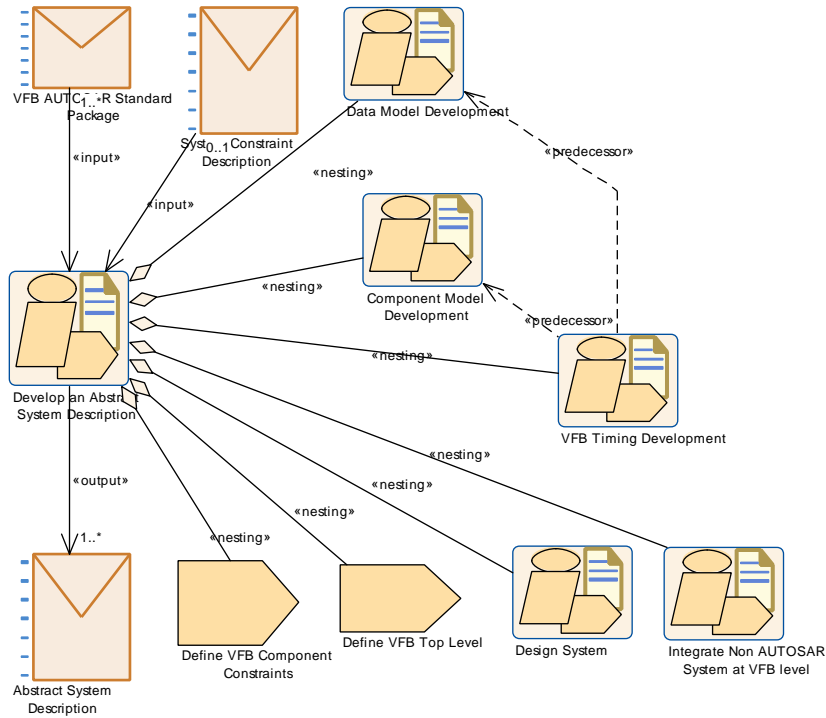 VFB AUTOSAR Standard
Package
1..*
System Constraint
Description
0..1
Data Model Development
«input»
«input»
«nesting»
«predecessor»
«nesting»
Component Model
Development
«predecessor»
«nesting»
Develop an Abstract
System Description
VFB Timing Development
«nesting»
«output»
«nesting»
«nesting»
«nesting»
1..*
Define VFB Component
Constraints
Define VFB Top Level
Design System
Integrate Non AUTOSAR
System at VFB level
Abstract System
Description